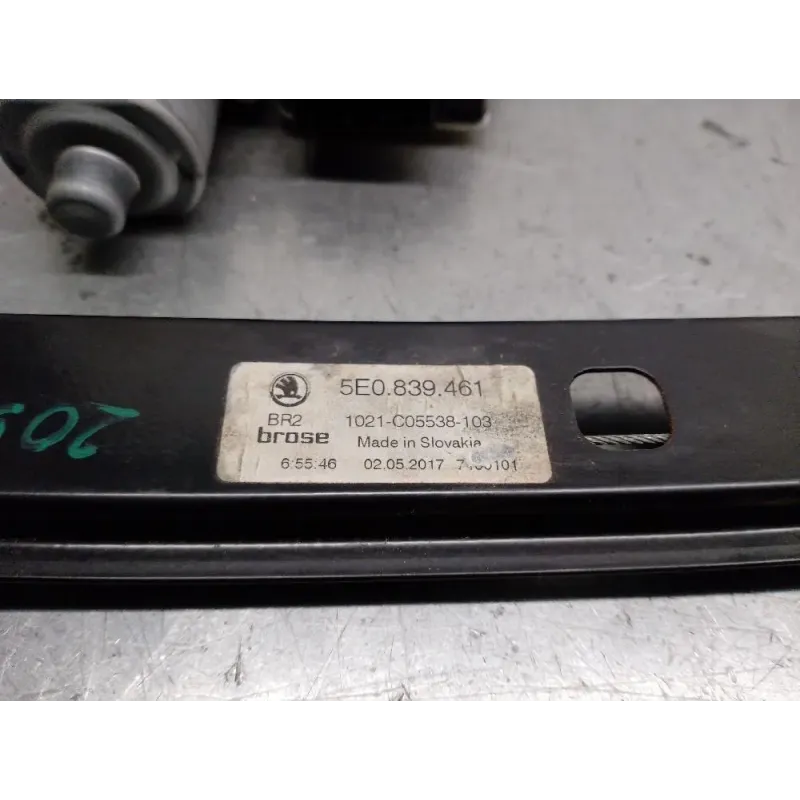 5E0.839.461
BR2 1021-C05538-103
brose Made in Slovakia
6:55:46 02.05.2017